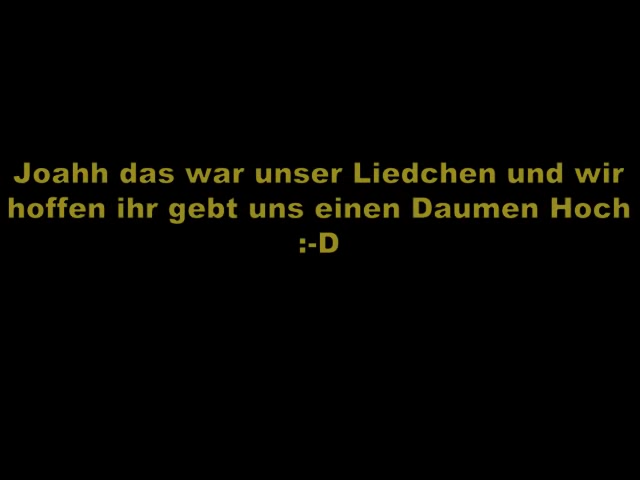 Joahh das war unser Liedchen und wir
hoffen ihr gebt uns einen Daumen Hoch
:-D